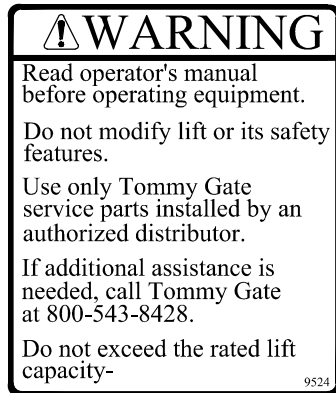 WARNING
Read operator's manual
before operating equipment.
Do not modify lift or its safety
features.
Use only Tommy Gate
service parts installed by an
authorized distributor.
If additional assistance is
needed, call Tommy Gate
at 800-543-8428.
Do not exceed the rated lift
capacity-
9524